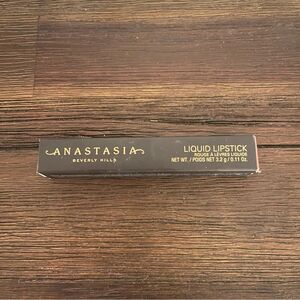 ANASTASIA
BEVERLY HILLS
LIQUID LIPSTICK
ROUGE À LÈVRES LIQUIDE
NET WT. / POIDS NET 3.2 g / 0.11 Oz.